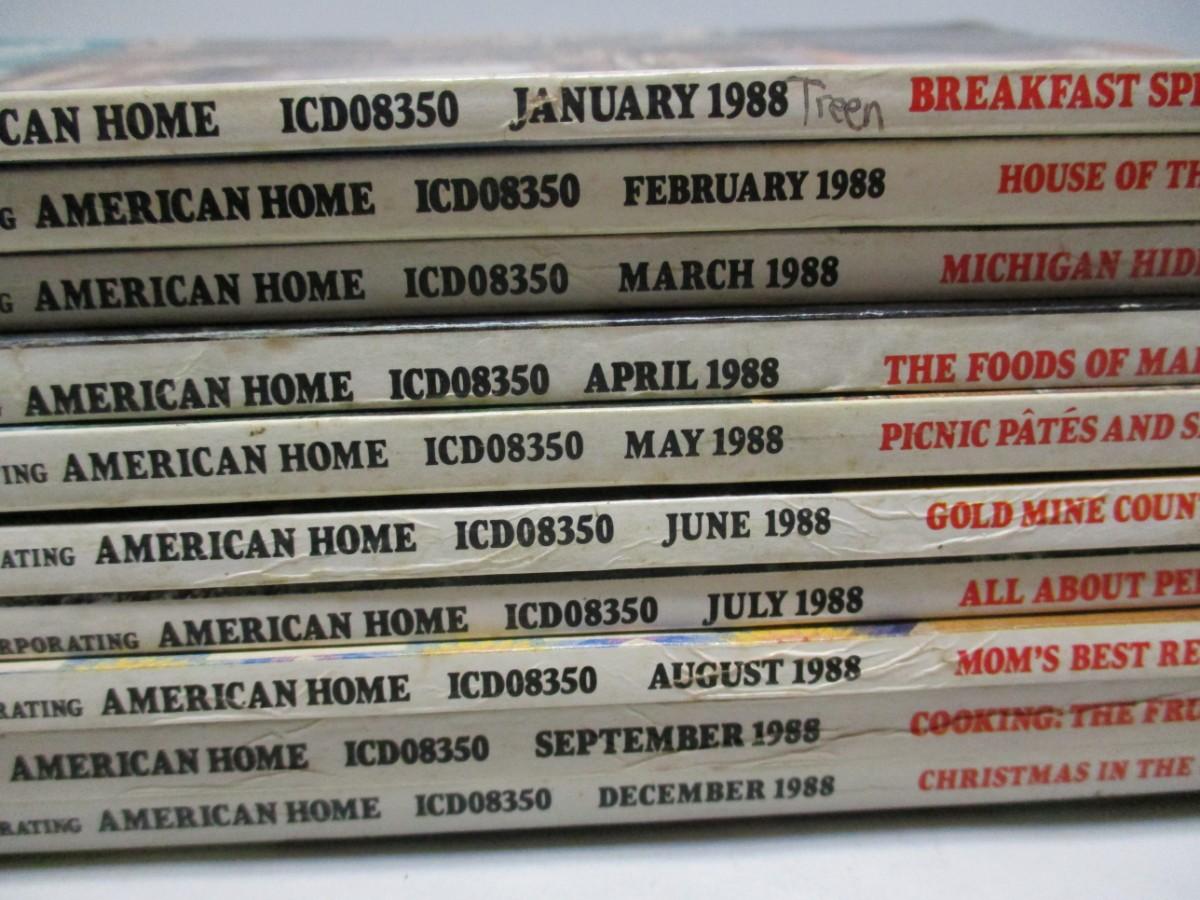 CAN HOME ICD08350 JANUARY 1988 Treen BREAKFAST SP
G AMERICAN HOME ICD08350 FEBRUARY 1988 HOUSE OF TH
G AMERICAN HOME ICD08350 MARCH 1988 MICHIGAN HID
AMERICAN HOME ICD08350 APRIL 1988 THE FOODS OF MA
TING AMERICAN HOME ICD08350 MAY 1988 PICNIC PÂTÉS AND S
ATING AMERICAN HOME ICD08350 JUNE 1988 GOLD MINE COUN
RPORATING AMERICAN HOME ICD08350 JULY 1988 ALL ABOUT PE
RATING AMERICAN HOME ICD08350 AUGUST 1988 MOM'S BEST RE
AMERICAN HOME ICD08350 SEPTEMBER 1988 COOKING: THE FRE
RATING AMERICAN HOME ICD08350 DECEMBER 1988 CHRISTMAS IN THE